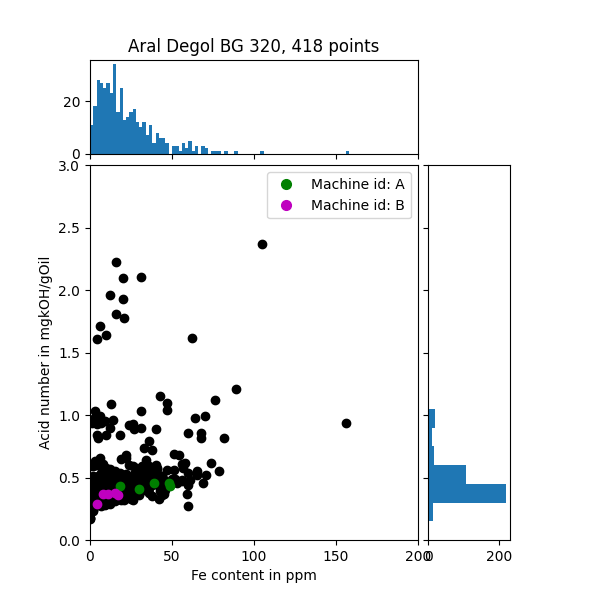 Aral Degol BG 320, 418 points
20
0
3.0
2.5
2.0
1.5
1.0
0.5
0.0
Acid number in mgkOH/gOil
Machine id: A
Machine id: B
0 50 100 150 200
0 200
Fe content in ppm